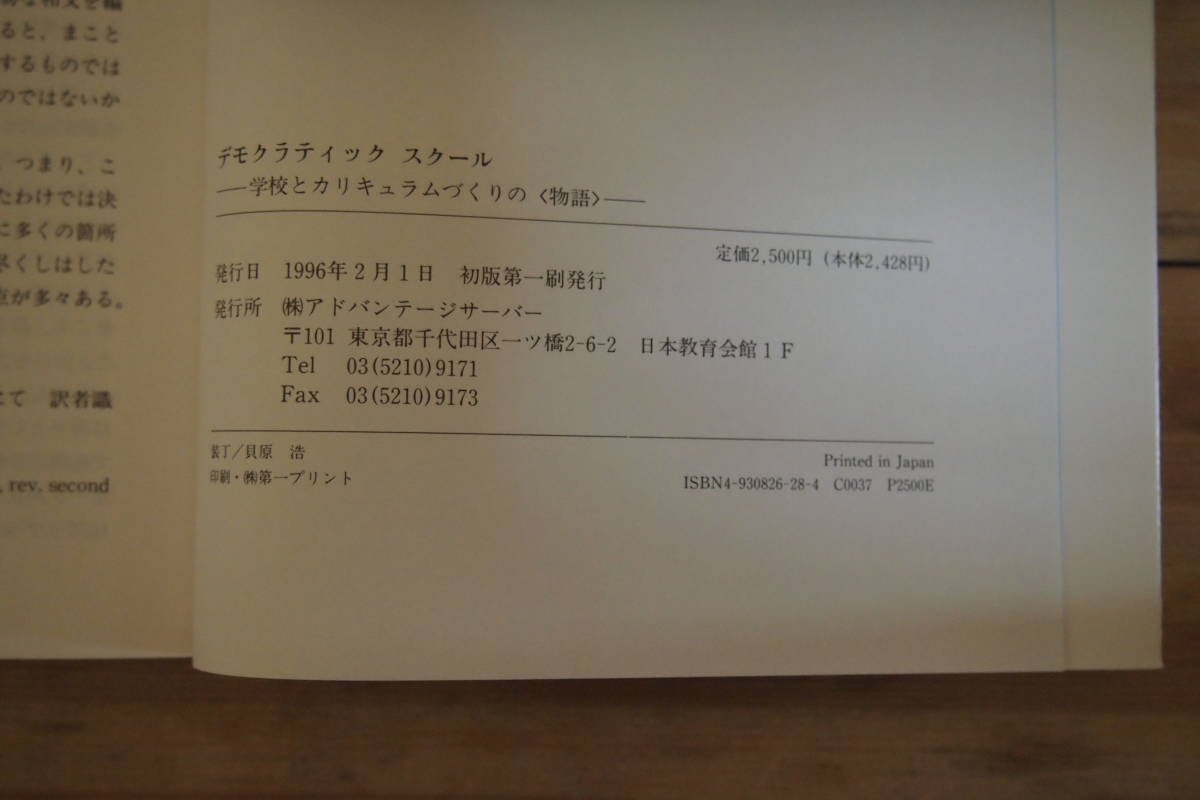 ると、まこと
するものでは
のではないか
つまり、こ
たわけでは決
に多くの箇所
尽くしはした
点が多々ある。
にて 訳者識
, rev. second
デモクラティック スクール
―学校とカリキュラムづくりの〈物語〉――
定価2,500円（本体2,428円）
発行日 1996年2月1日 初版第一刷発行
発行所 ㈱アドバンテージサーバー
〒101 東京都千代田区一ツ橋2-6-2 日本教育会館1F
Tel 03(5210)9171
Fax 03(5210)9173
装丁／貝原 浩
印刷・㈱第一プリント
Printed in Japan
ISBN4-930826-28-4 C0037 P2500E